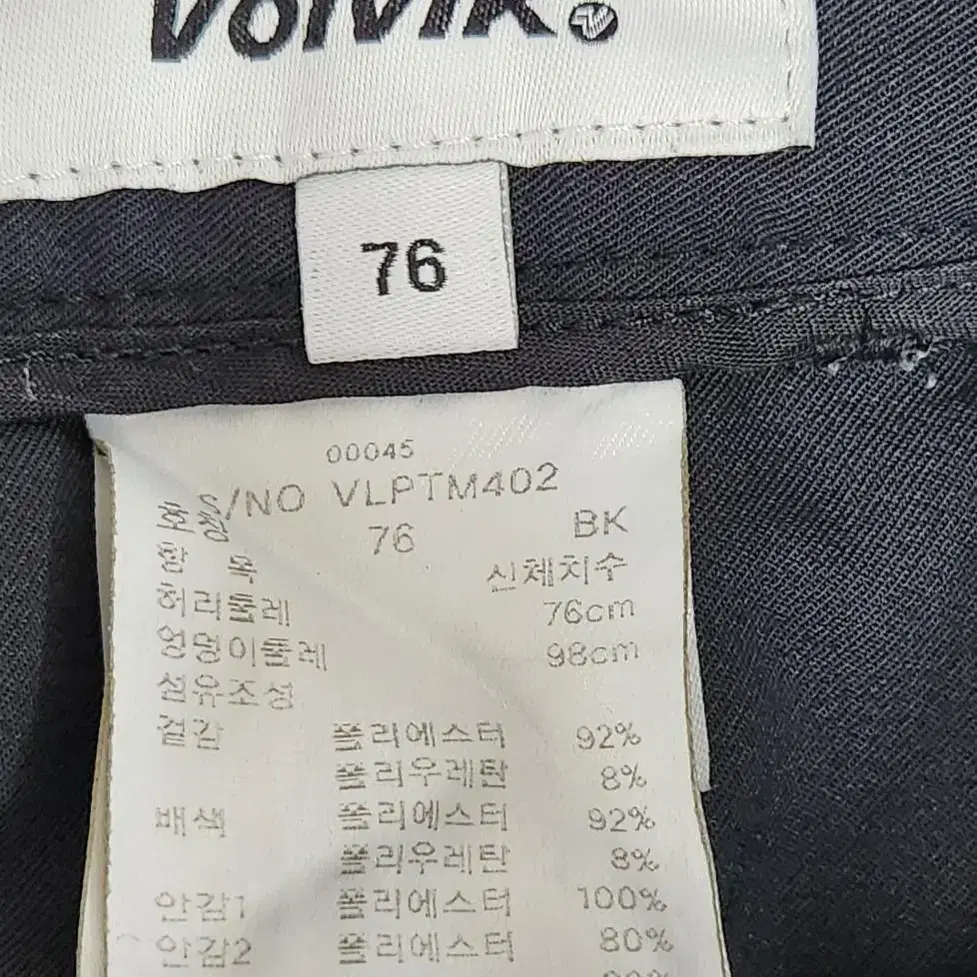 volvik.
76
00045
S/NO VLPTM402
호칭 76 BK
항 목 신체치수
허리둘레 76cm
엉덩이둘레 98cm
섬유조성
겉감 폴리에스터 92%
폴리우레탄 8%
배색 폴리에스터 92%
폴리우레탄 8%
안감1 폴리에스터 100%
안감2 폴리에스터 80%